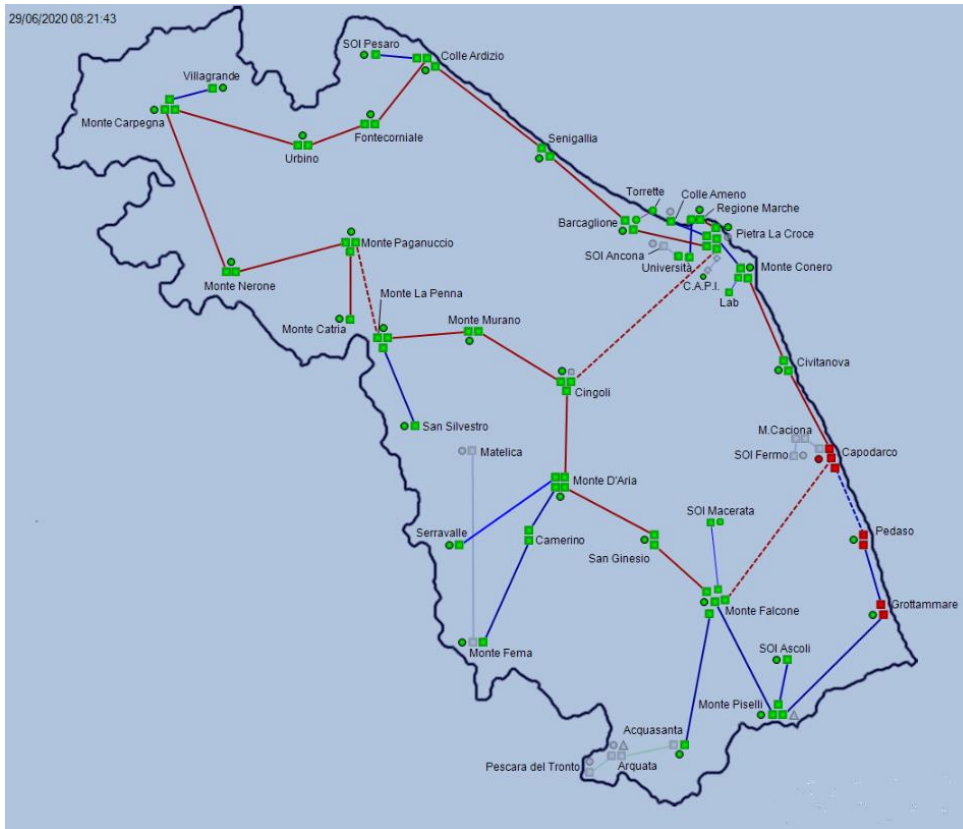 29/06/2020 08:21:43
SOI Pesaro
Colle Ardizio
Villagrande
Monte Carpegna
Fontecorniale
Urbino
Senigallia
Torrette
Colle Ameno
Regione Marche
Barcaglione
Pietra La Croce
SOI Ancona
Università
Monte Conero
C.A.P.I.
Lab
Monte Paganuccio
Monte Nerone
Monte La Penna
Monte Catria
Monte Murano
Cingoli
Civitanova
San Silvestro
M.Caciona
Matelica
SOI Fermo
Capodarco
Monte D'Aria
SOI Macerata
Serravalle
Camerino
San Ginesio
Pedaso
Monte Falcone
Grottammare
Monte Fema
SOI Ascoli
Monte Piselli
Acquasanta
Pescara del Tronto
Arquata